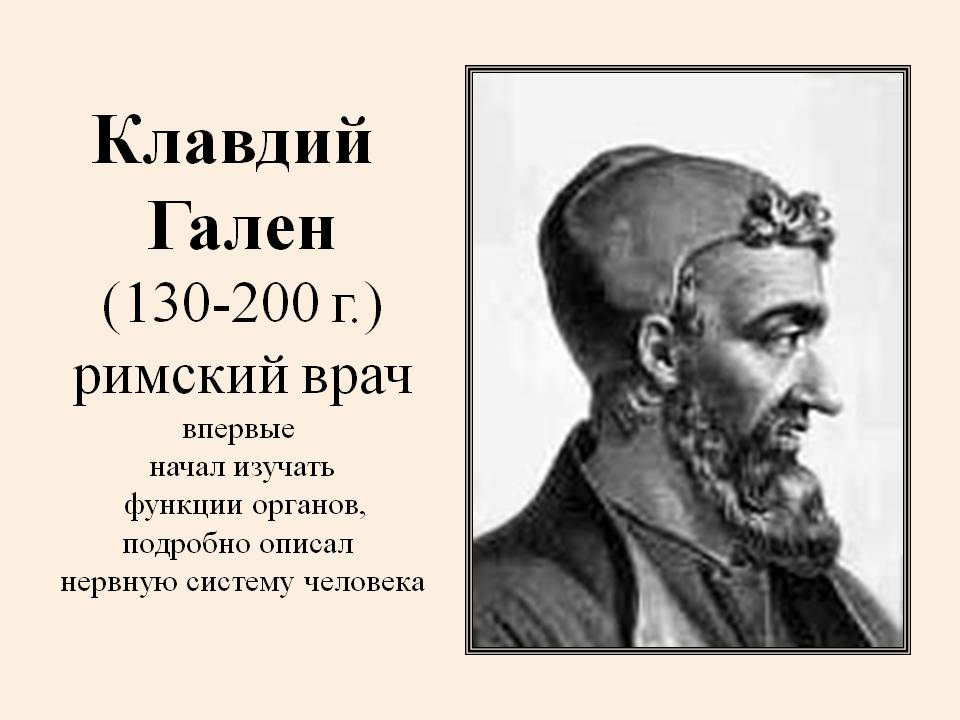 Клавдий
Гален
(130-200 г.)
римский врач
впервые
начал изучать
функции органов,
подробно описал
нервную систему человека